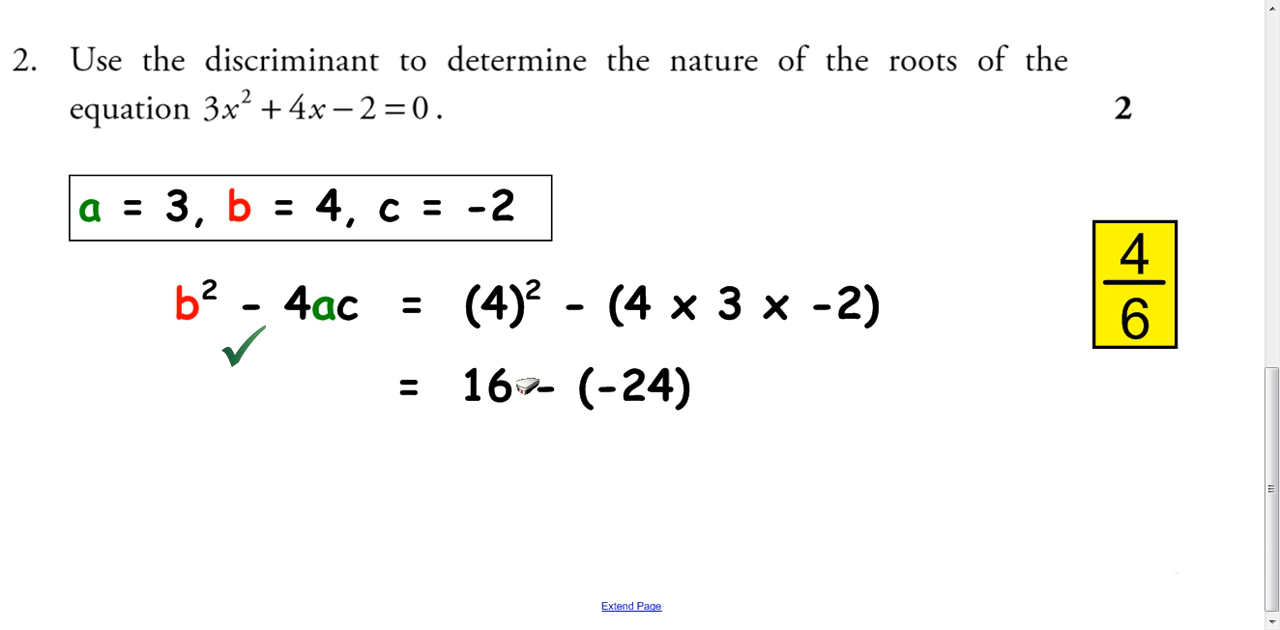 2. Use the discriminant to determine the nature of the roots of the
equation 3x² + 4x − 2 = 0 .
2
a = 3, b = 4, c = -2
4
6
b² - 4ac = (4)² - (4 x 3 x -2)
= 16 - (-24)
Extend Page